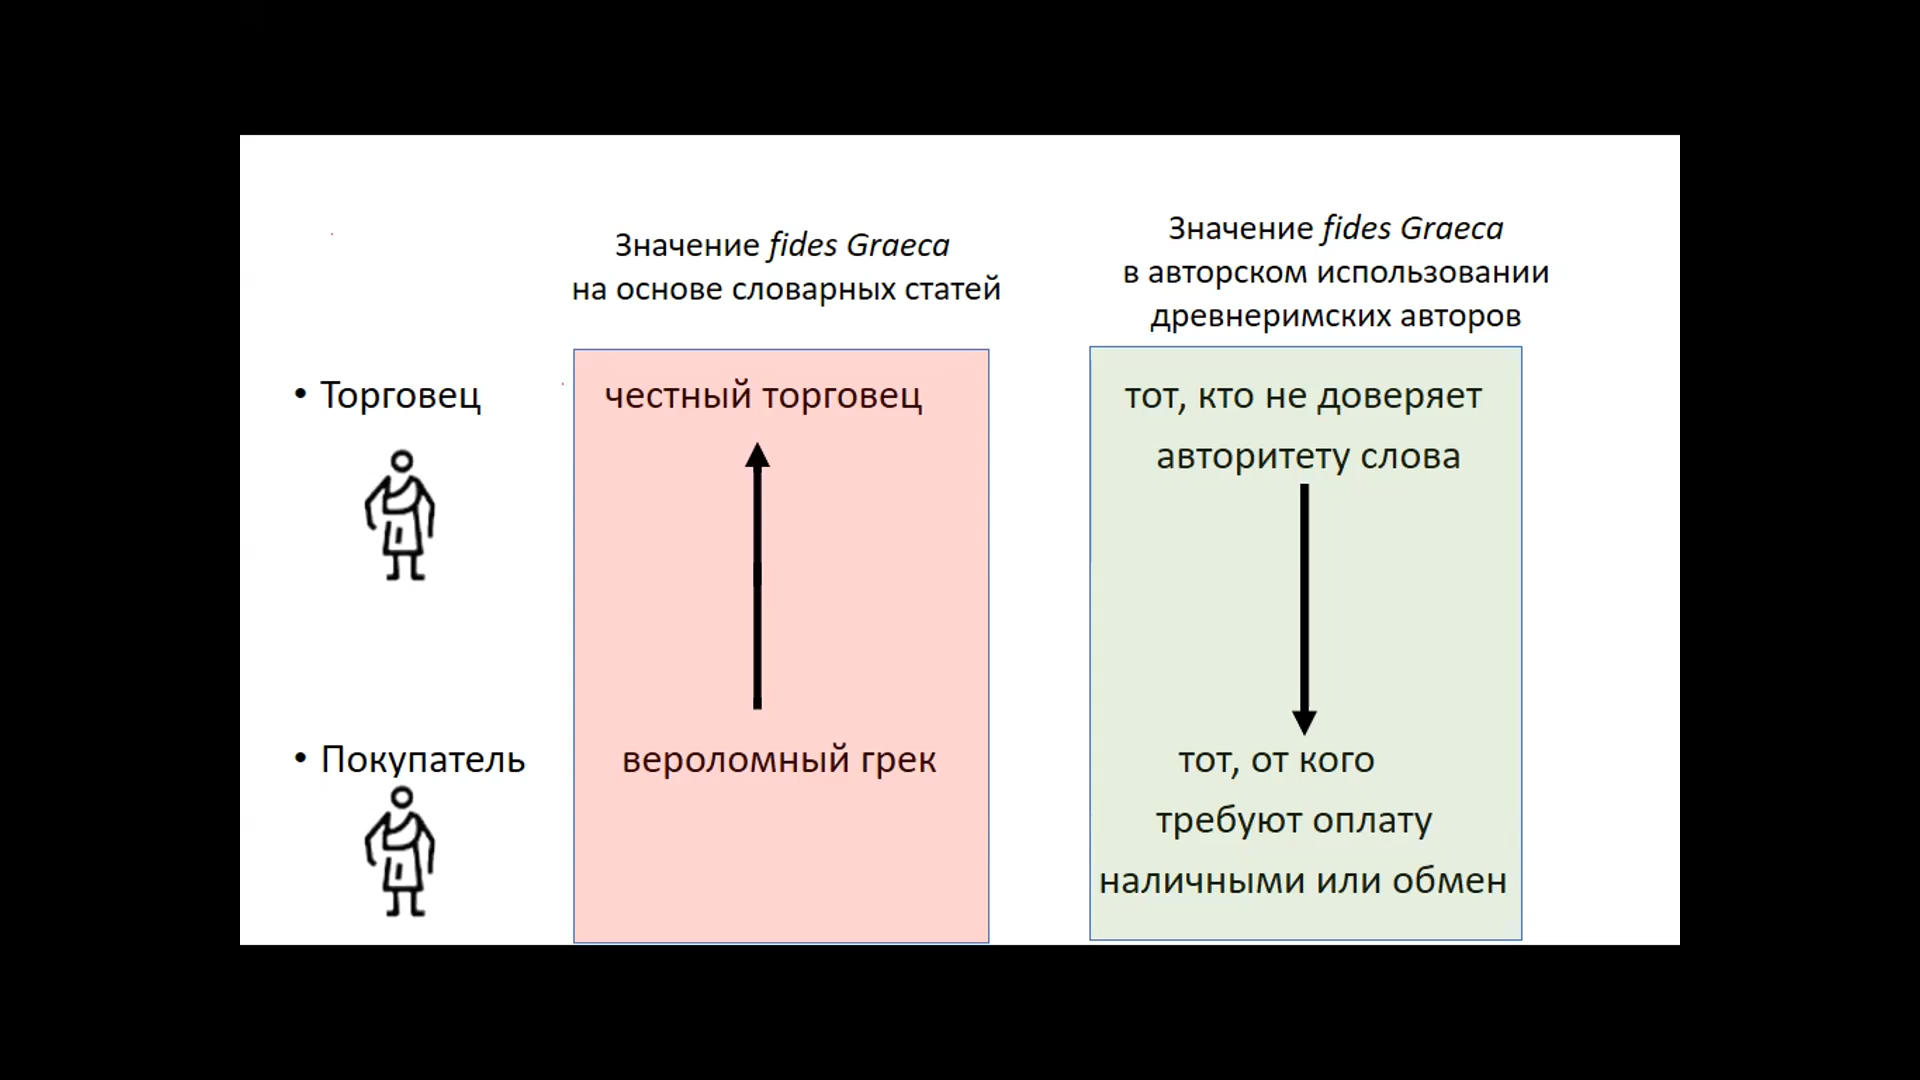 Значение fides Graeca
на основе словарных статей
Значение fides Graeca
в авторском использовании
древнеримских авторов
• Торговец
честный торговец
тот, кто не доверяет
авторитету слова
• Покупатель
вероломный грек
тот, от кого
требуют оплату
наличными или обмен